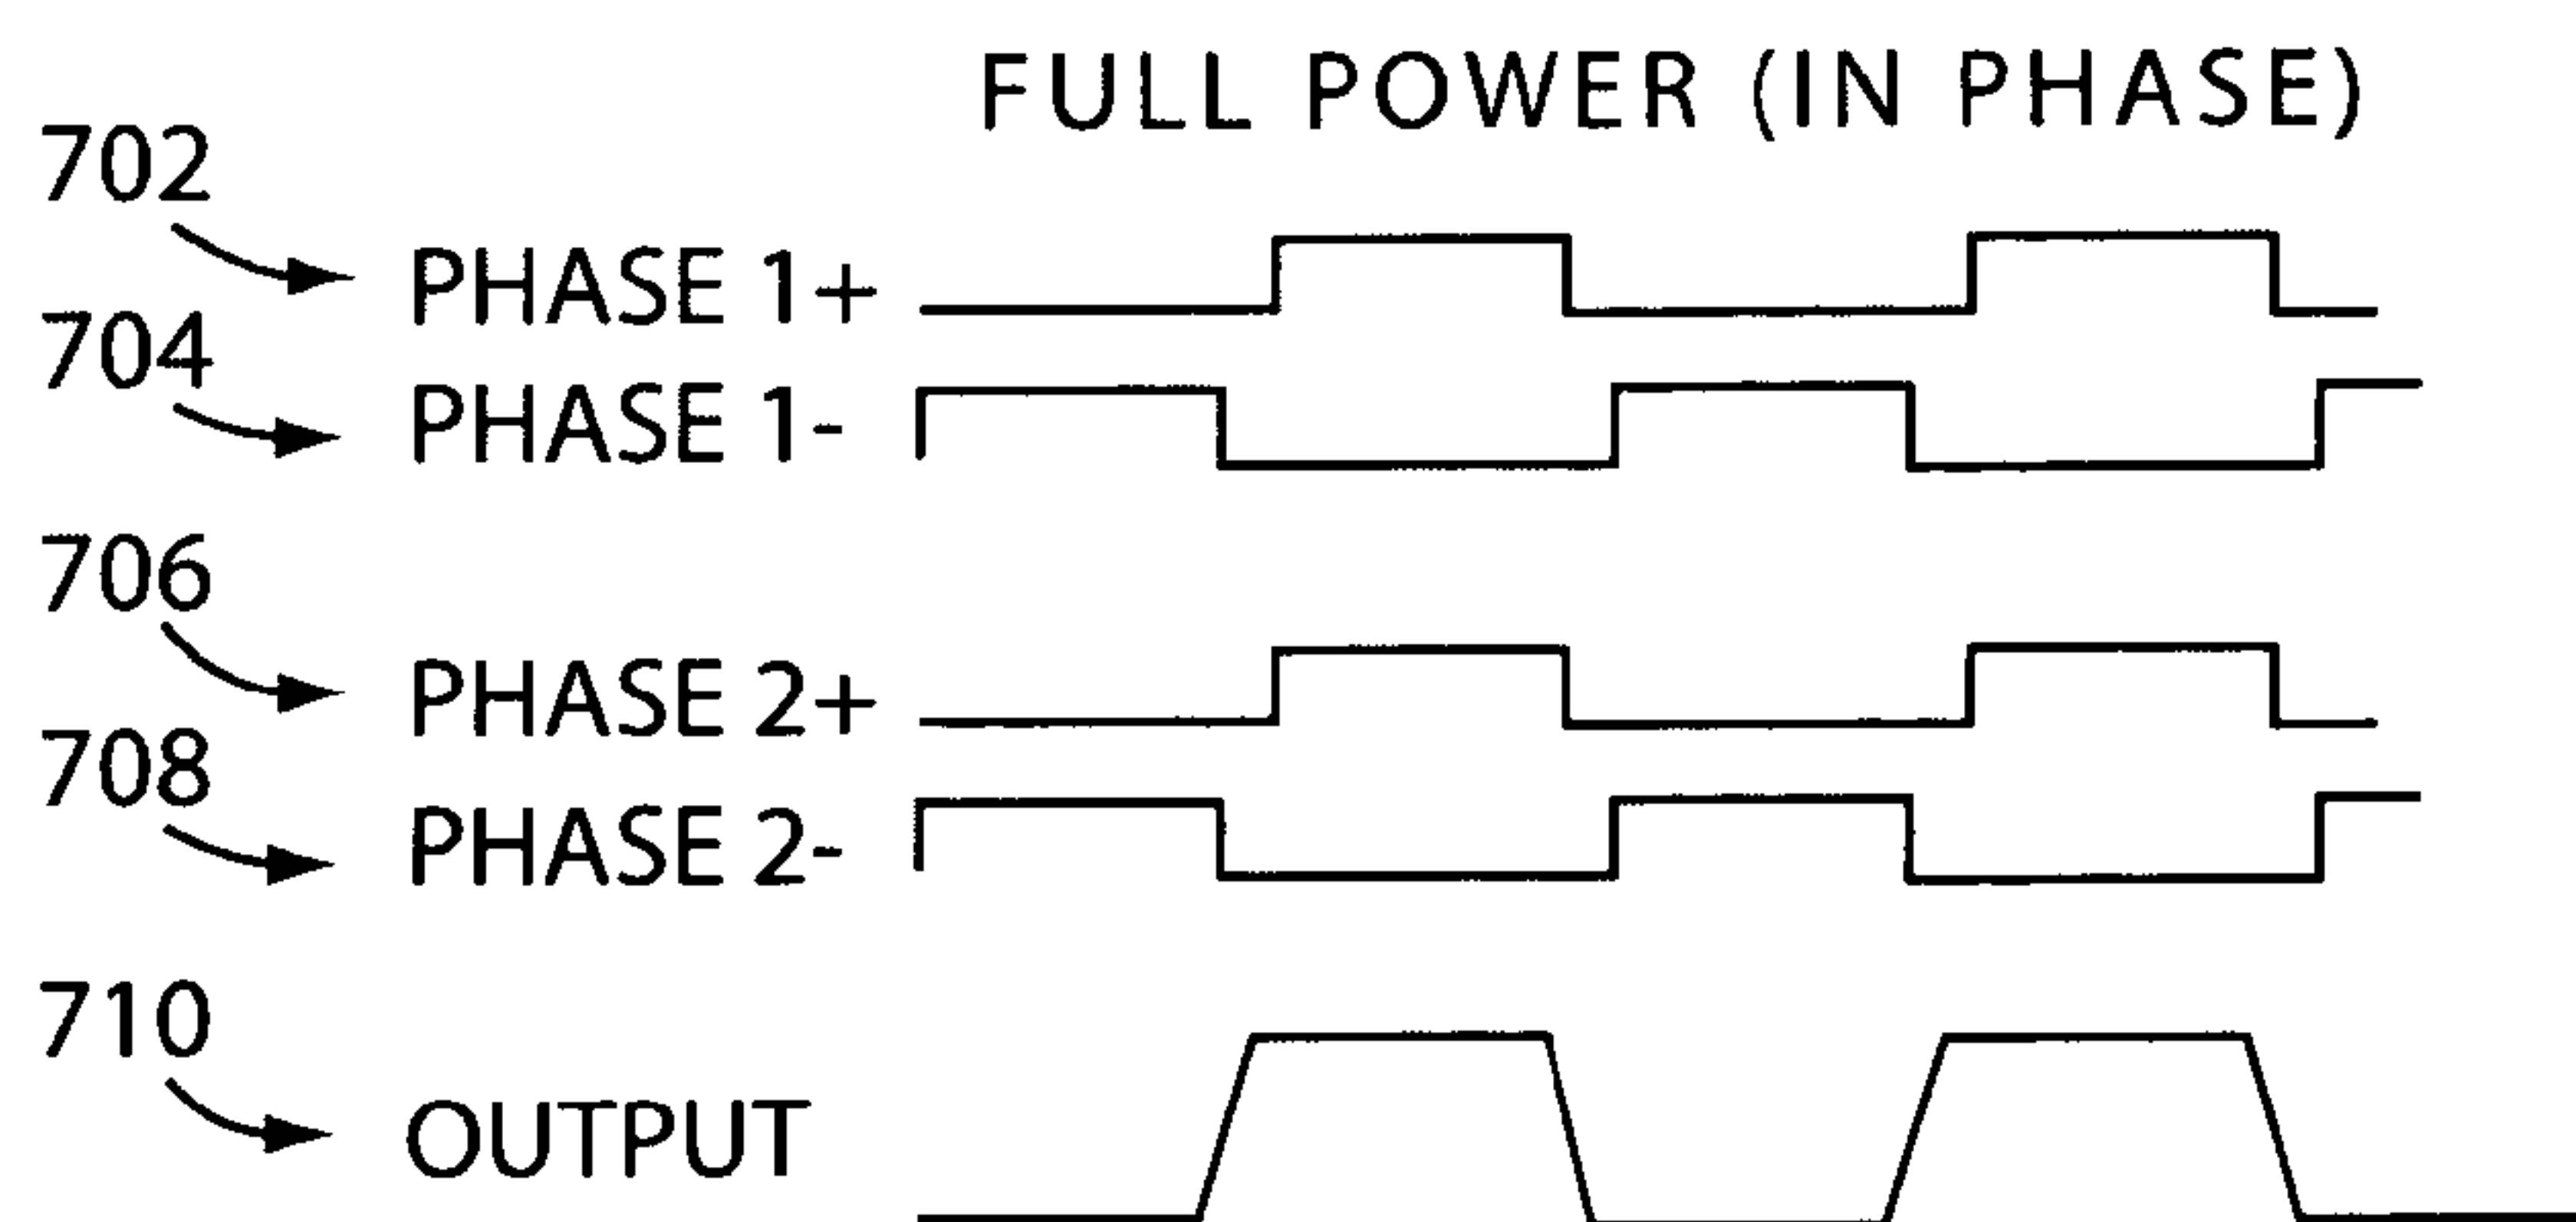 FULL POWER (IN PHASE)
702
PHASE 1+
704
PHASE 1-
706
PHASE 2+
708
PHASE 2-
710
OUTPUT